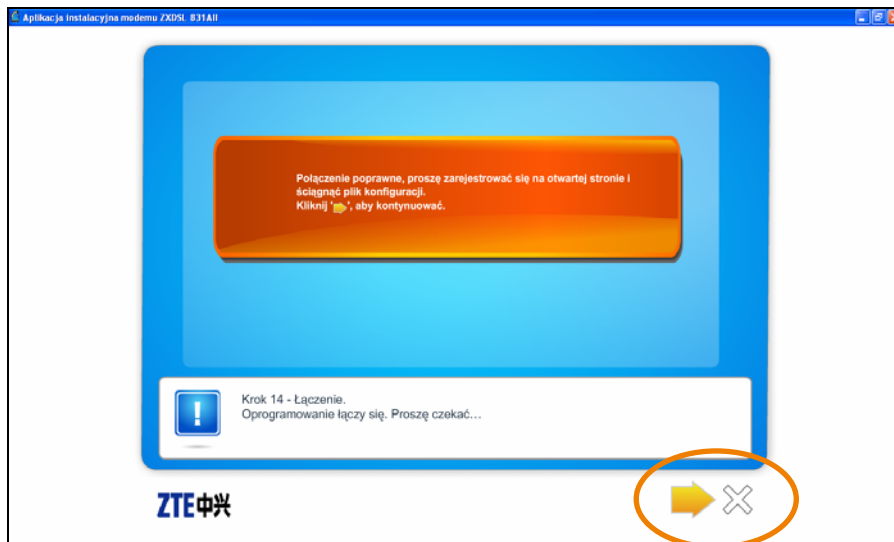 Aplikacja instalacyjna modemu ZXDSL 831AII
Połączenie poprawne, proszę zarejestrować się na otwartej stronie i
ściągnąć plik konfiguracji.
Kliknij '➡', aby kontynuować.
Krok 14 - Łączenie.
Oprogramowanie łączy się. Proszę czekać...
ZTE中兴